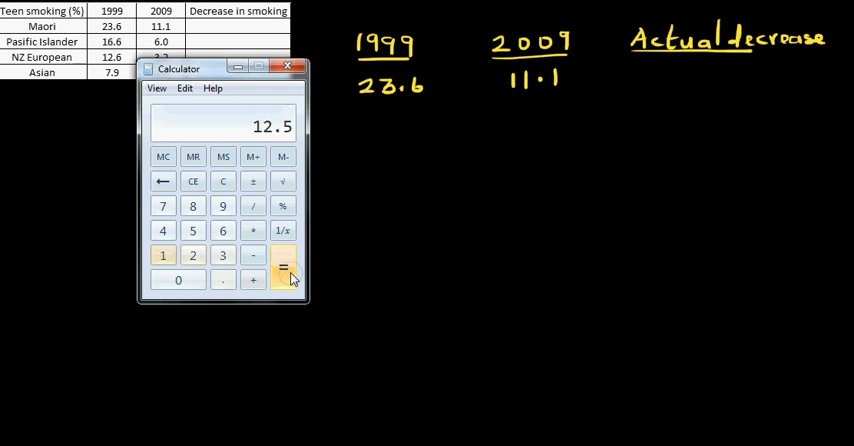 Teen smoking (%) 1999 2009 Decrease in smoking
Maori 23.6 11.1
Pasific Islander 16.6 6.0
NZ European 12.6
Asian 7.9
Calculator
View Edit Help
12.5
MC MR MS M+ M-
← CE C ± √
7 8 9 / %
4 5 6 * 1/x
1 2 3 - =
0 . +
1999 2009 Actual decrease
23.6 11.1